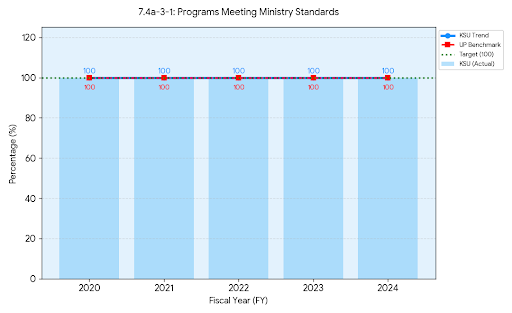 7.4a-3-1: Programs Meeting Ministry Standards
KSU Trend
UP Benchmark
Target (100)
KSU (Actual)
Percentage (%)
120
100
80
60
40
20
0
100 100 100 100 100
100 100 100 100 100
2020 2021 2022 2023 2024
Fiscal Year (FY)